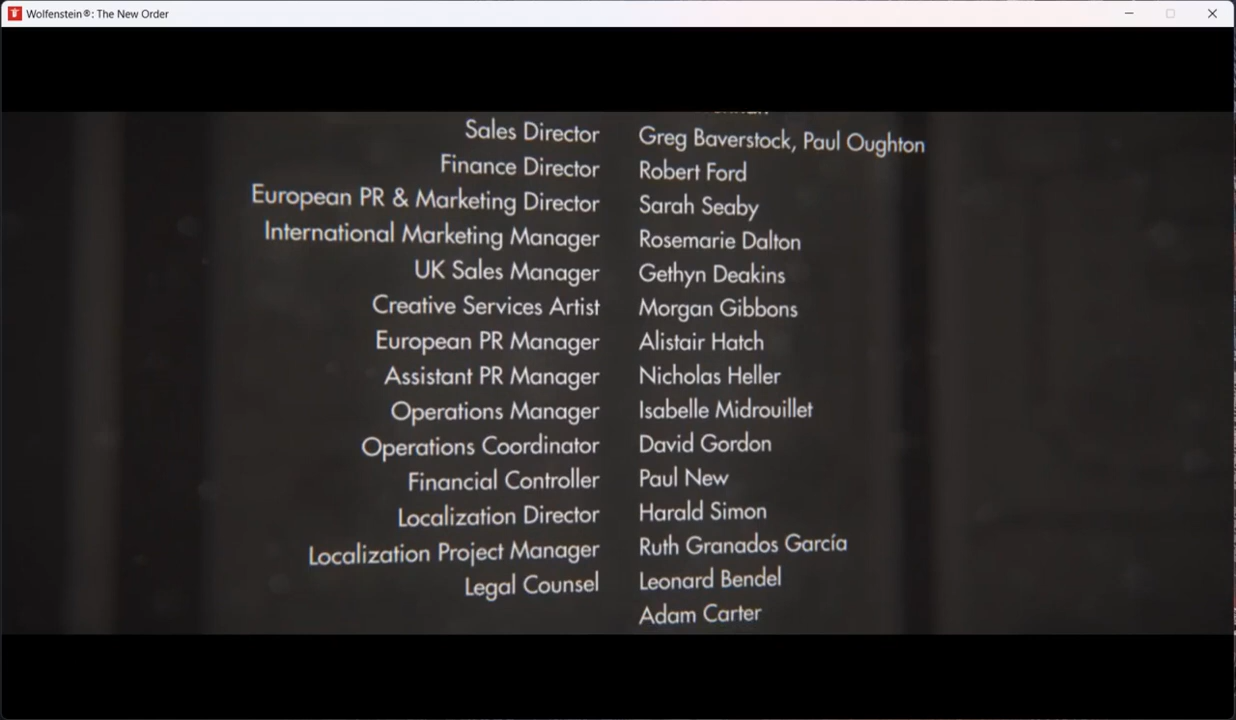 Wolfenstein®: The New Order
Sales Director Greg Baverstock, Paul Oughton
Finance Director Robert Ford
European PR & Marketing Director Sarah Seaby
International Marketing Manager Rosemarie Dalton
UK Sales Manager Gethyn Deakins
Creative Services Artist Morgan Gibbons
European PR Manager Alistair Hatch
Assistant PR Manager Nicholas Heller
Operations Manager Isabelle Midrouillet
Operations Coordinator David Gordon
Financial Controller Paul New
Localization Director Harald Simon
Localization Project Manager Ruth Granados García
Legal Counsel Leonard Bendel
Adam Carter